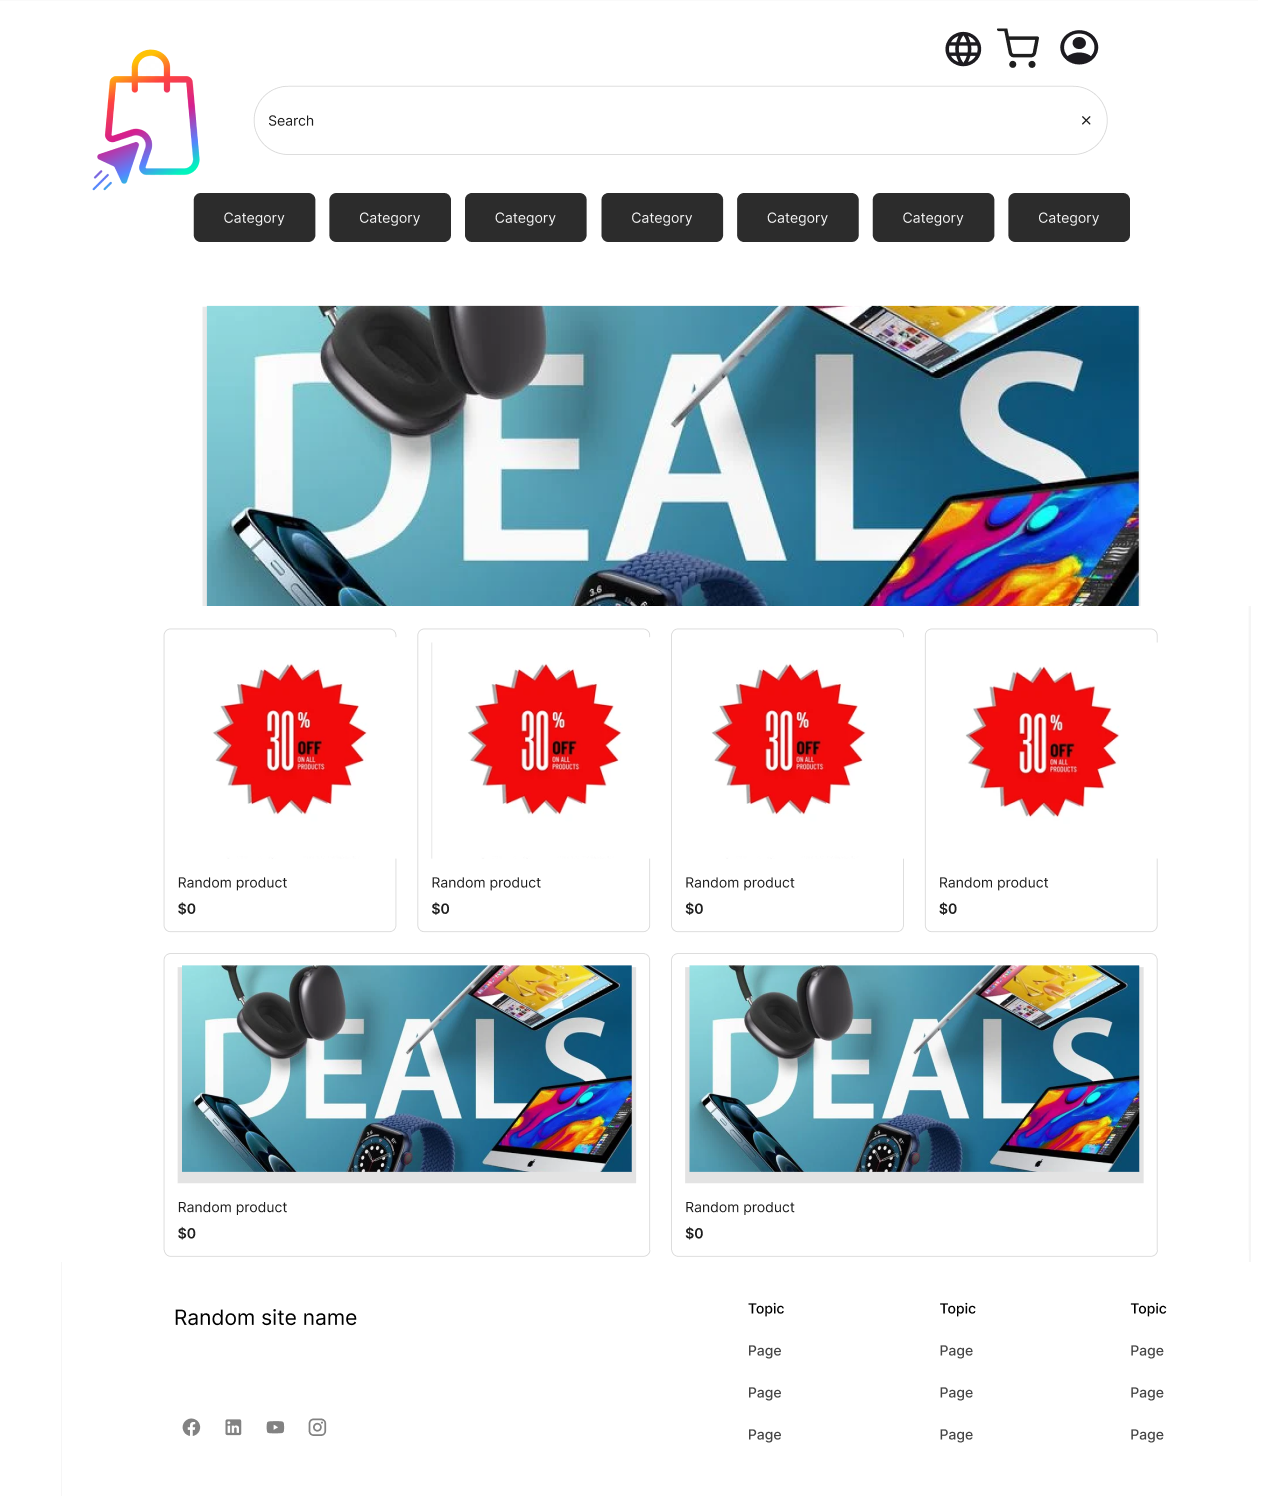 Search
Category Category Category Category Category Category Category
DEALS
3.6
30% OFF ON ALL PRODUCTS
30% OFF ON ALL PRODUCTS
30% OFF ON ALL PRODUCTS
30% OFF ON ALL PRODUCTS
Random product
$0
Random product
$0
Random product
$0
Random product
$0
DEALS
DEALS
Random product
$0
Random product
$0
Random site name
Topic
Page
Page
Page
Topic
Page
Page
Page
Topic
Page
Page
Page